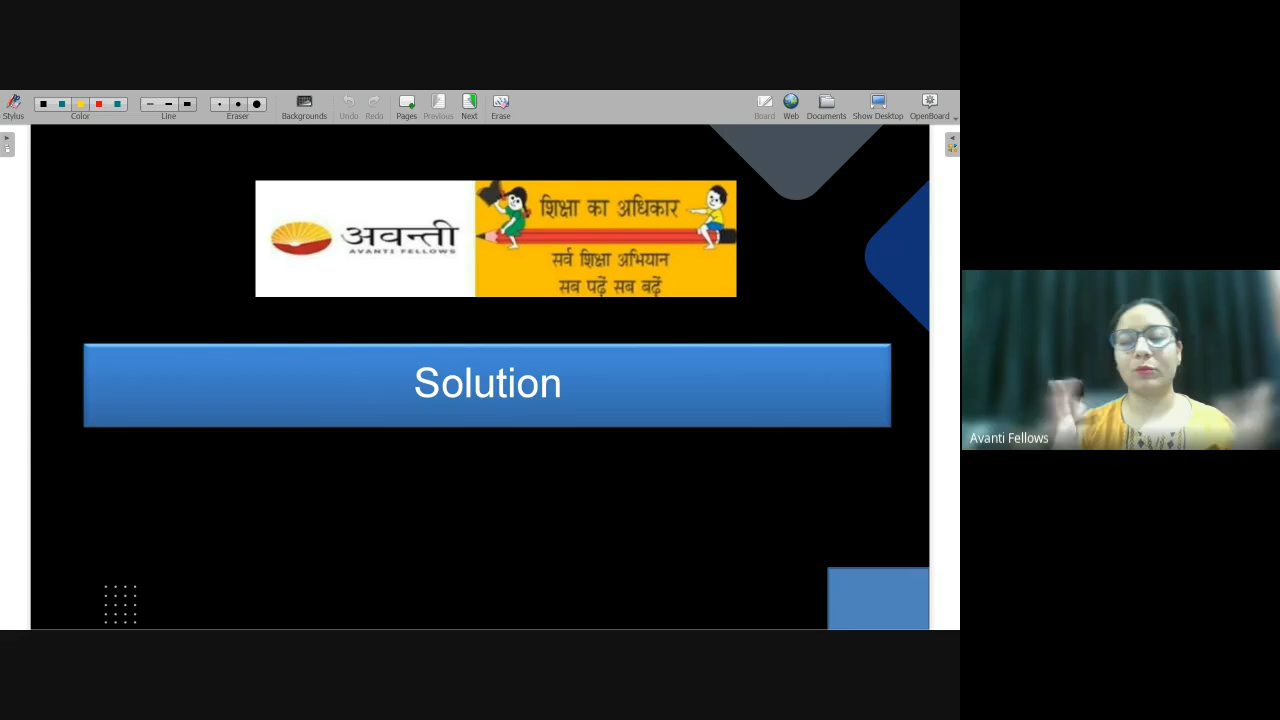 Stylus
Color
Line
Eraser
Backgrounds
Undo
Redo
Pages
Previous
Next
Erase
Board
Web
Documents
Show Desktop
OpenBoard
अवन्ती
AVANTI FELLOWS
शिक्षा का अधिकार
सर्व शिक्षा अभियान
सब पढ़ें सब बढ़ें
Solution
Avanti Fellows